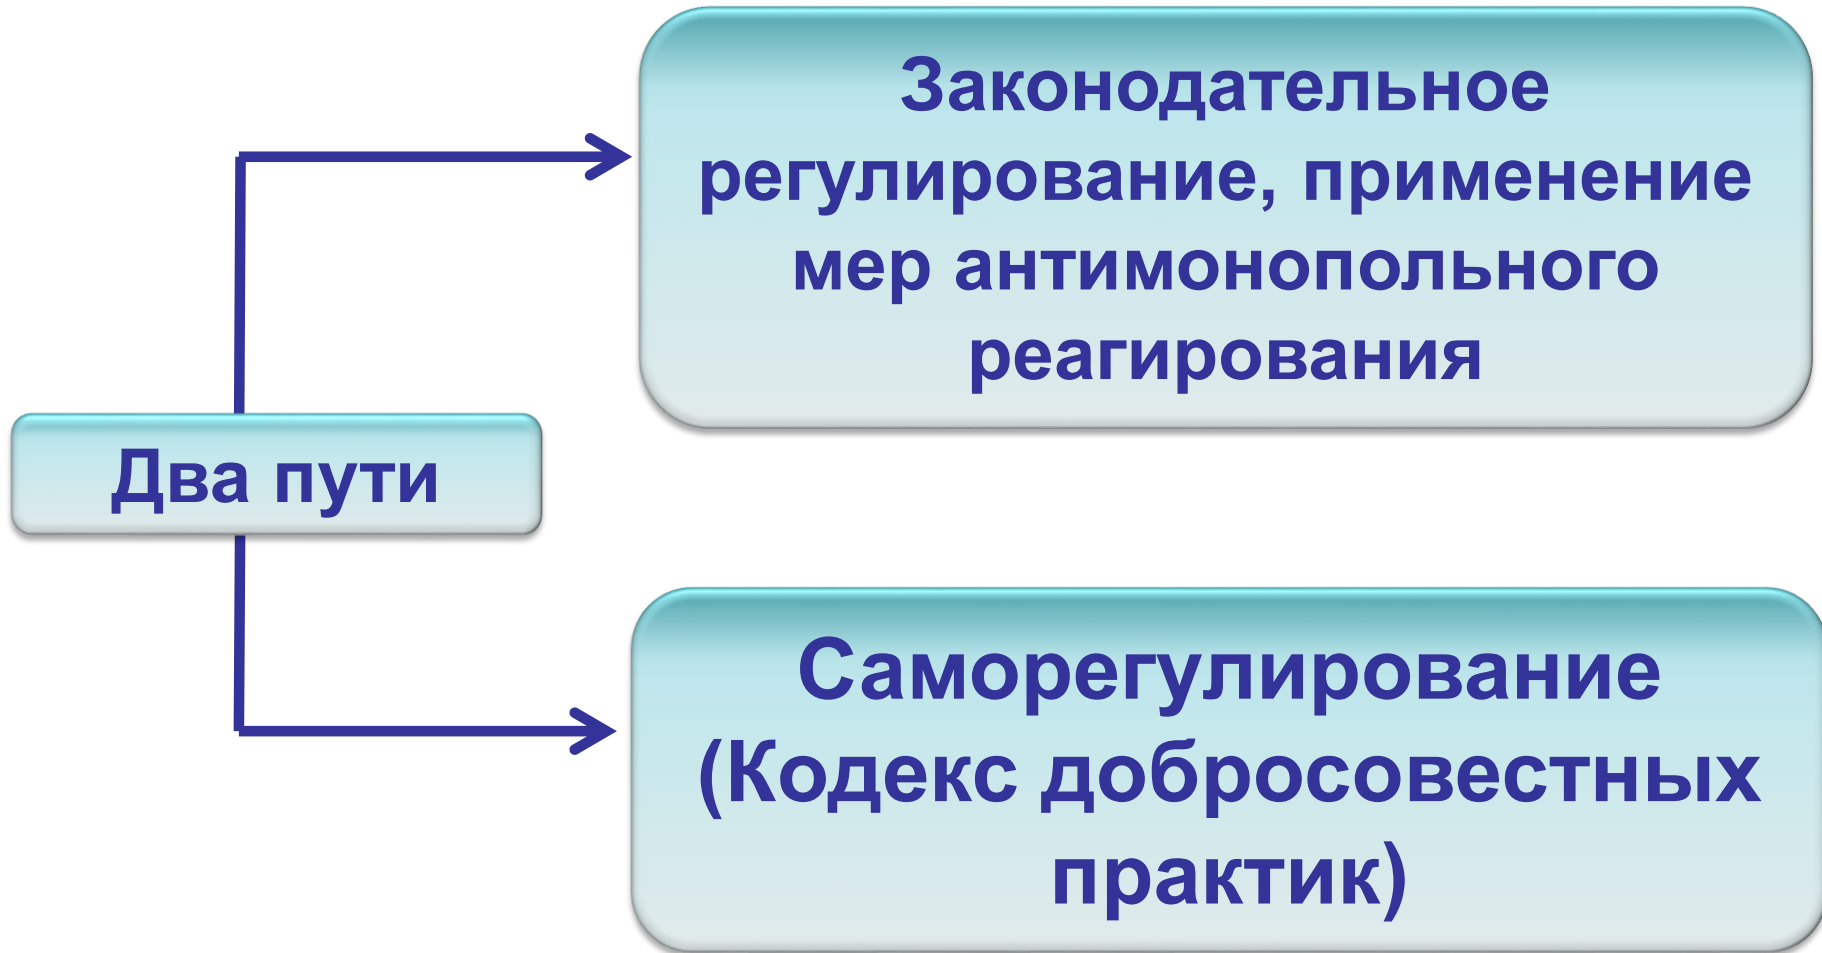 Законодательное
регулирование, применение
мер антимонопольного
реагирования
Два пути
Саморегулирование
(Кодекс добросовестных
практик)